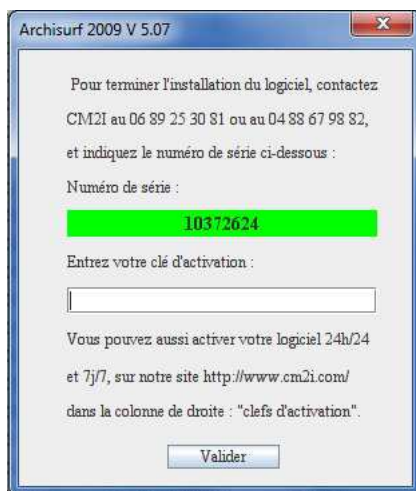 Archisurf 2009 V 5.07
Pour terminer l'installation du logiciel, contactez
CM2I au 06 89 25 30 81 ou au 04 88 67 98 82,
et indiquez le numéro de série ci-dessous :
Numéro de série :
10372624
Entrez votre clé d'activation :
Vous pouvez aussi activer votre logiciel 24h/24
et 7j/7, sur notre site http://www.cm2i.com/
dans la colonne de droite : "clefs d'activation".
Valider